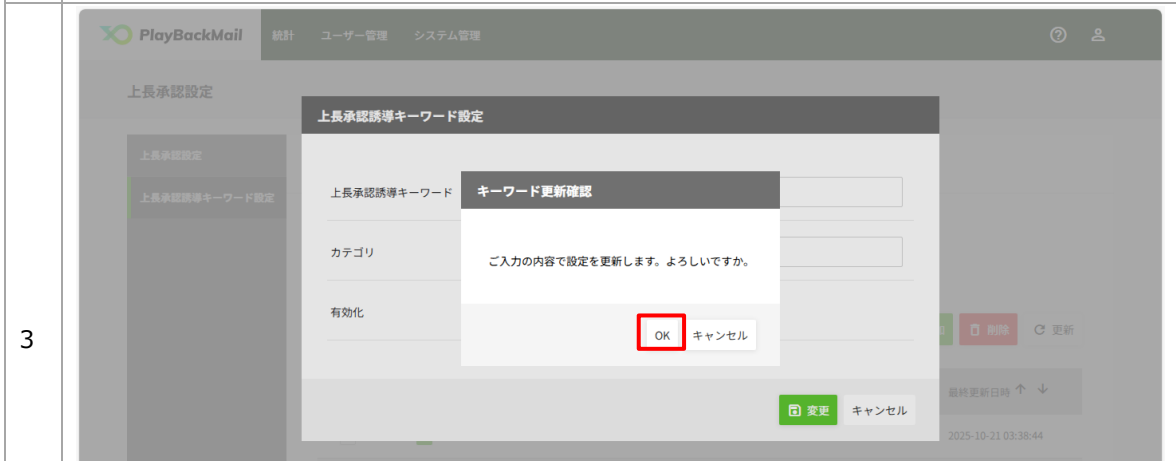 PlayBackMail 統計 ユーザー管理 システム管理
上長承認設定
上長承認誘導キーワード設定
上長承認設定
上長承認誘導キーワード設定
上長承認誘導キーワード
キーワード更新確認
カテゴリ
ご入力の内容で設定を更新します。よろしいですか。
有効化
OK キャンセル
3
削除 更新
変更 キャンセル
最終更新日時
2025-10-21 03:38:44